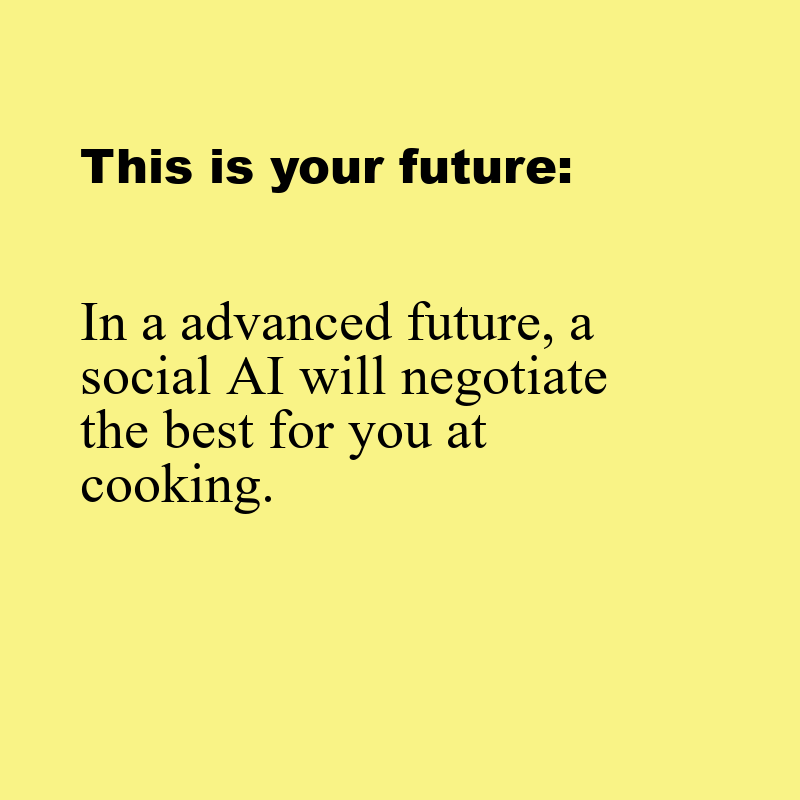 This is your future:
In a advanced future, a
social AI will negotiate
the best for you at
cooking.